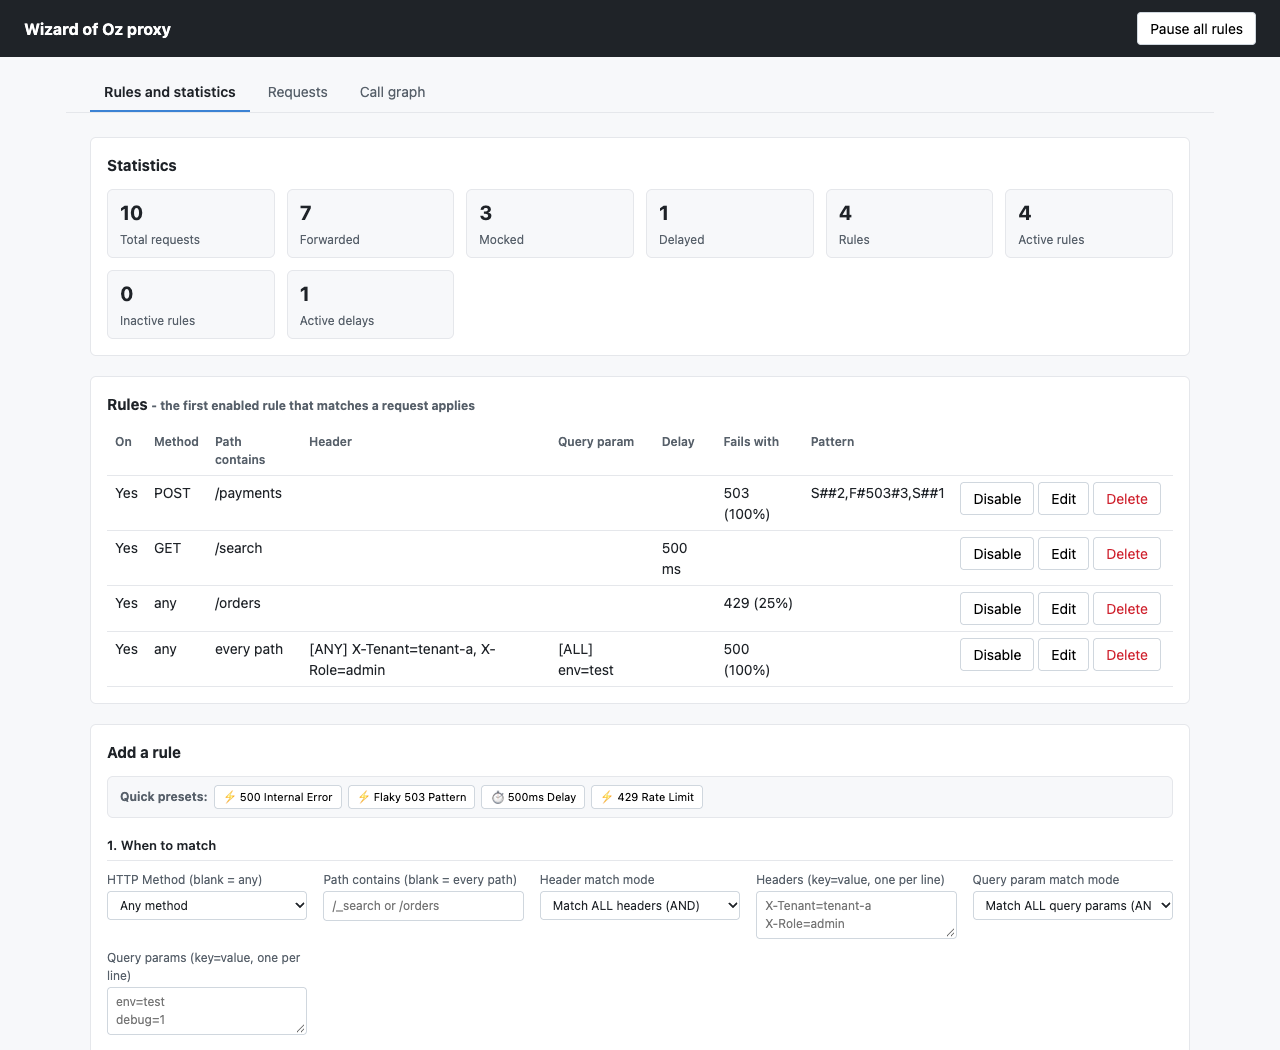 Wizard of Oz proxy
Pause all rules
Rules and statistics
Requests
Call graph
Statistics
10
Total requests
7
Forwarded
3
Mocked
1
Delayed
4
Rules
4
Active rules
0
Inactive rules
1
Active delays
Rules - the first enabled rule that matches a request applies
On
Method
Path contains
Header
Query param
Delay
Fails with
Pattern
Yes
POST
/payments
503
(100%)
S##2,F#503#3,S##1
Disable
Edit
Delete
Yes
GET
/search
500
ms
Disable
Edit
Delete
Yes
any
/orders
429 (25%)
Disable
Edit
Delete
Yes
any
every path
[ANY] X-Tenant=tenant-a, X-
Role=admin
[ALL]
env=test
500
(100%)
Disable
Edit
Delete
Add a rule
Quick presets:
⚡ 500 Internal Error
⚡ Flaky 503 Pattern
⏱ 500ms Delay
⚡ 429 Rate Limit
1. When to match
HTTP Method (blank = any)
Any method
Path contains (blank = every path)
/_search or /orders
Header match mode
Match ALL headers (AND)
Headers (key=value, one per line)
X-Tenant=tenant-a
X-Role=admin
Query param match mode
Match ALL query params (AN
Query params (key=value, one per
line)
env=test
debug=1